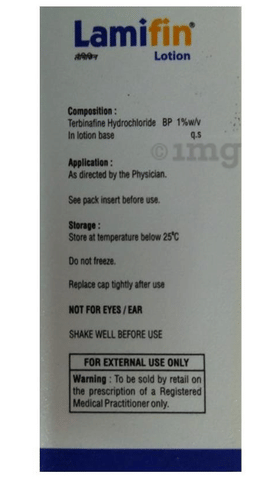 Lamifin®
Lotion
Composition :
Terbinafine Hydrochloride BP 1%w/v
In lotion base q.s
©1mg
Application :
As directed by the Physician.
See pack insert before use.
Storage :
Store at temperature below 25°C
Do not freeze.
Replace cap tightly after use
NOT FOR EYES / EAR
SHAKE WELL BEFORE USE
FOR EXTERNAL USE ONLY
Warning : To be sold by retail on
the prescription of a Registered
Medical Practitioner only.